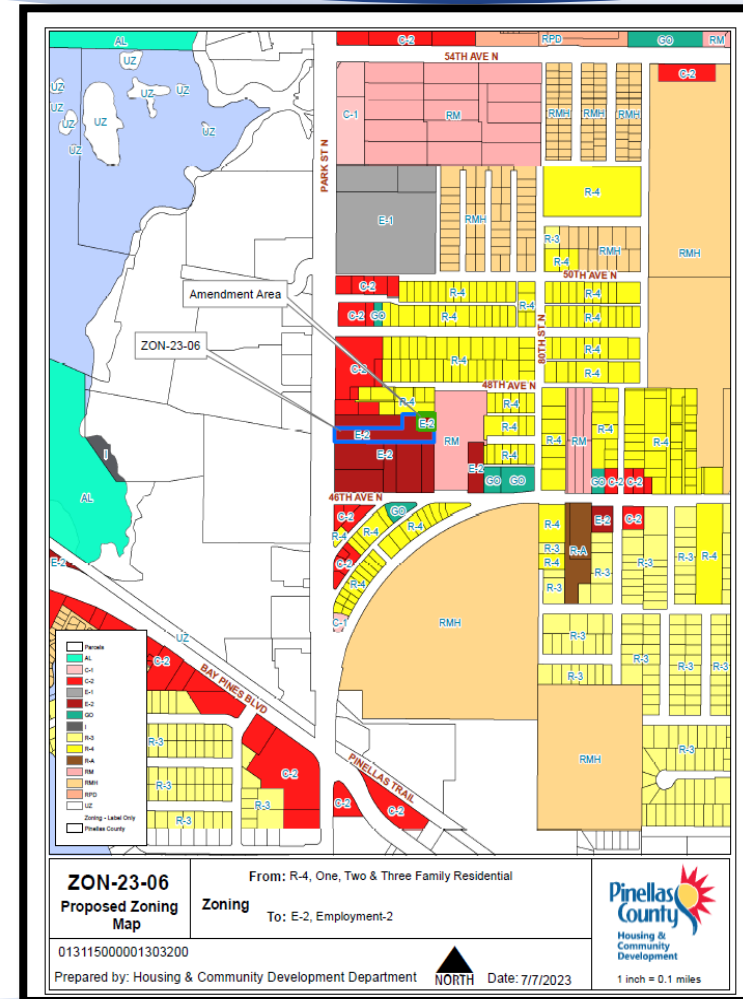 AL
C-2
RPD
GO
RM
54TH AVE N
UZ
UZ
UZ
UZ
UZ
UZ
UZ
UZ
UZ
C-2
C-1
RM
RMH
RMH
RMH
PARK ST N
E-1
RMH
R-4
R-3
RMH
R-4
RMH
50TH AVE N
Amendment Area
C-2
R-4
R-4
R-4
C-2
GO
R-4
R-4
80TH ST N
ZON-23-06
C-2
R-4
R-4
R-4
48TH AVE N
R-4
R-4
E-2
E-2
RM
R-4
R-4
RM
R-4
R-4
R-4
E-2
E-2
R-4
I
GO
GO
GO
C-2
C-2
AL
46TH AVE N
C-2
GO
R-4
R-4
R-4
R-4
E-2
C-2
R-3
R-A
R-3
R-3
R-4
C-2
R-4
R-3
R-3
E-2
R-4
C-1
RMH
UZ
R-3
R-3
R-3
R-3
C-2
R-3
BAY PINES BLVD
Parcels
AL
C-1
C-2
E-1
E-2
GO
I
R-3
R-4
R-A
RM
RMH
RPD
UZ
Zoning - Label Only
Pinellas County
R-3
R-3
R-3
R-3
C-2
PINELLAS TRAIL
RMH
R-3
C-2
C-2
ZON-23-06
Proposed Zoning
Map
Zoning
From: R-4, One, Two & Three Family Residential
To: E-2, Employment-2
013115000001303200
Prepared by: Housing & Community Development Department
NORTH
Date: 7/7/2023
Pinellas
County
Housing &
Community
Development
1 inch = 0.1 miles